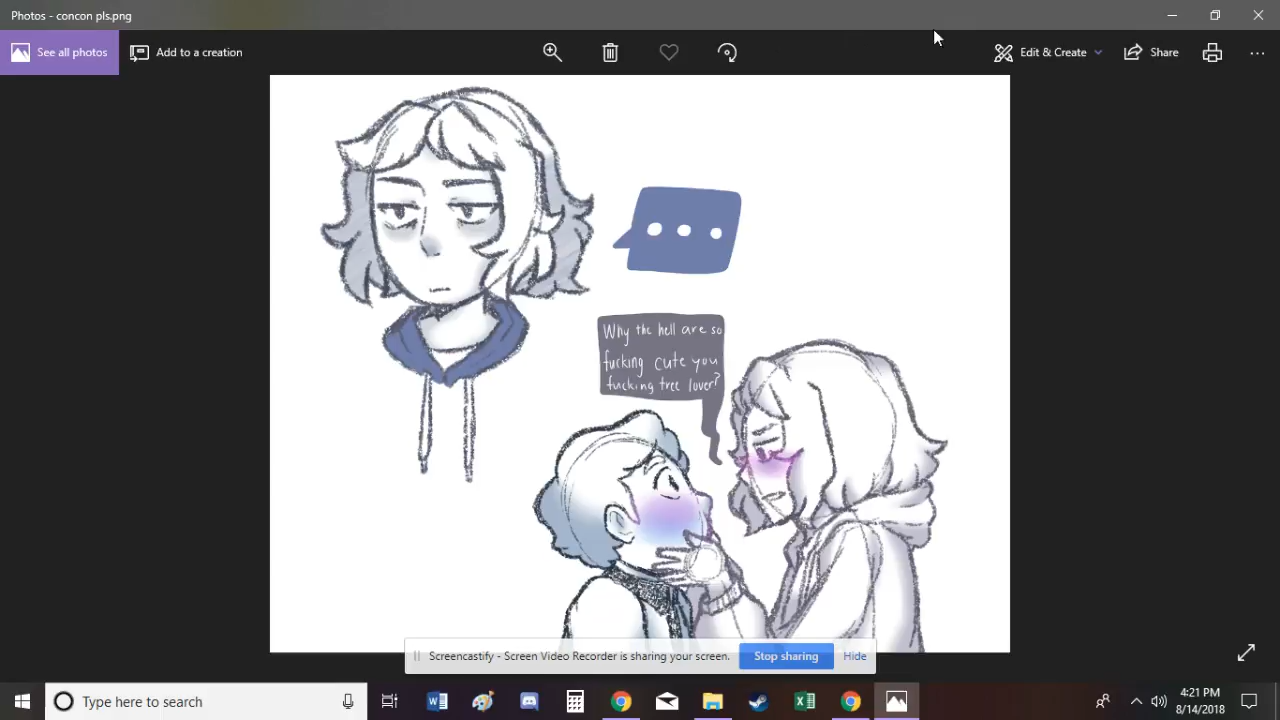 Photos - concon pls.png
See all photos
Add to a creation
Edit & Create
Share
Why the hell are so
fucking cute you
fucking tree lover?
Screencastify - Screen Video Recorder is sharing your screen.
Stop sharing
Hide
Type here to search
4:21 PM
8/14/2018